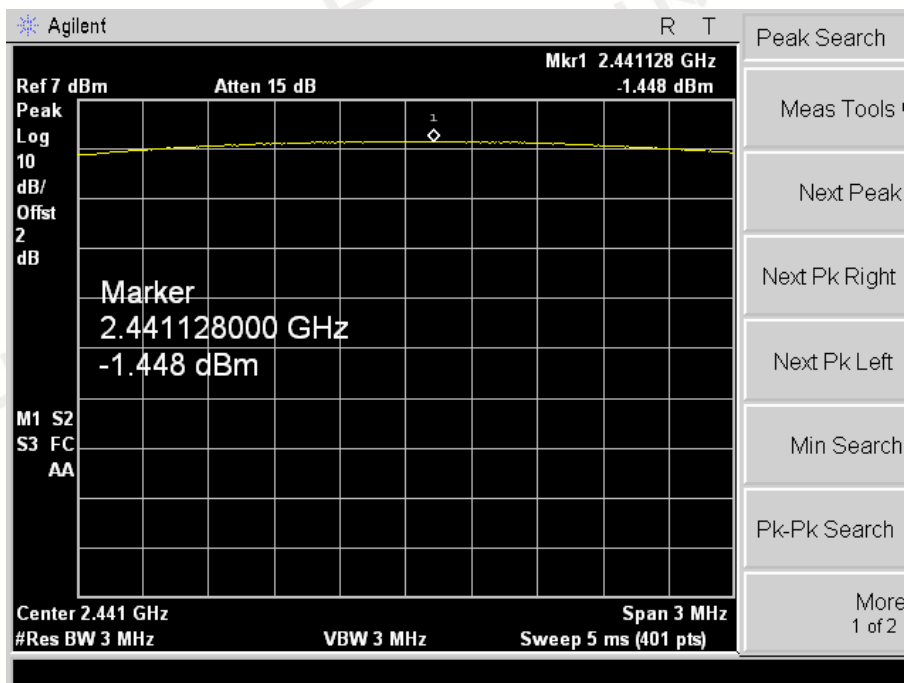 Agilent R T
Mkr1 2.441128 GHz
Ref 7 dBm Atten 15 dB -1.448 dBm
Peak
Log
10
dB/
Offst
2
dB
1
Marker
2.441128000 GHz
-1.448 dBm
M1 S2
S3 FC
AA
Center 2.441 GHz Span 3 MHz
#Res BW 3 MHz VBW 3 MHz Sweep 5 ms (401 pts)
Peak Search
Meas Tools
Next Peak
Next Pk Right
Next Pk Left
Min Search
Pk-Pk Search
More
1 of 2